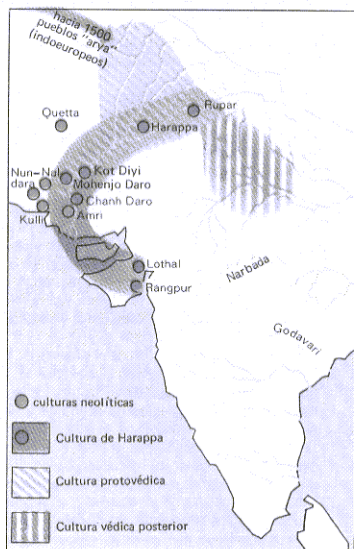 hacia 1500
pueblos "arya"
(indoeuropeos)
Rupar
Quetta
Harappa
Nun-
dara
Nal
Kot Diyi
Mohenjo Daro
Chanh Daro
Kulli
Amri
Lothal
Rangpur
Narbada
Godavari
culturas neolíticas
Cultura de Harappa
Cultura protovédica
Cultura védica posterior